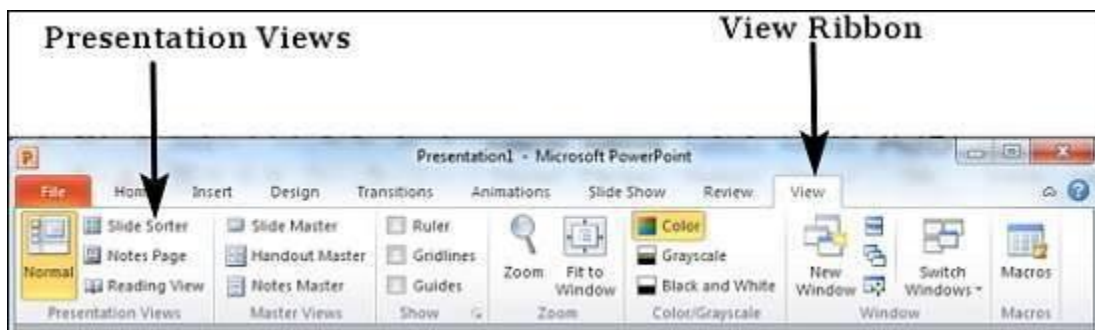 Presentation Views
View Ribbon
P
Presentation1 - Microsoft PowerPoint
File Home Insert Design Transitions Animations Slide Show Review View ?
Normal
Slide Sorter
Notes Page
Reading View
Presentation Views
Slide Master
Handout Master
Notes Master
Master Views
Ruler
Gridlines
Guides
Show
Zoom
Fit to
Window
Zoom
Color
Grayscale
Black and White
Color/Grayscale
New
Window
Switch
Windows
Window
Macros
Macros